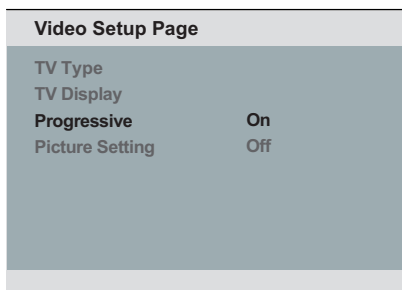 Video Setup Page
TV Type
TV Display
Progressive On
Picture Setting Off